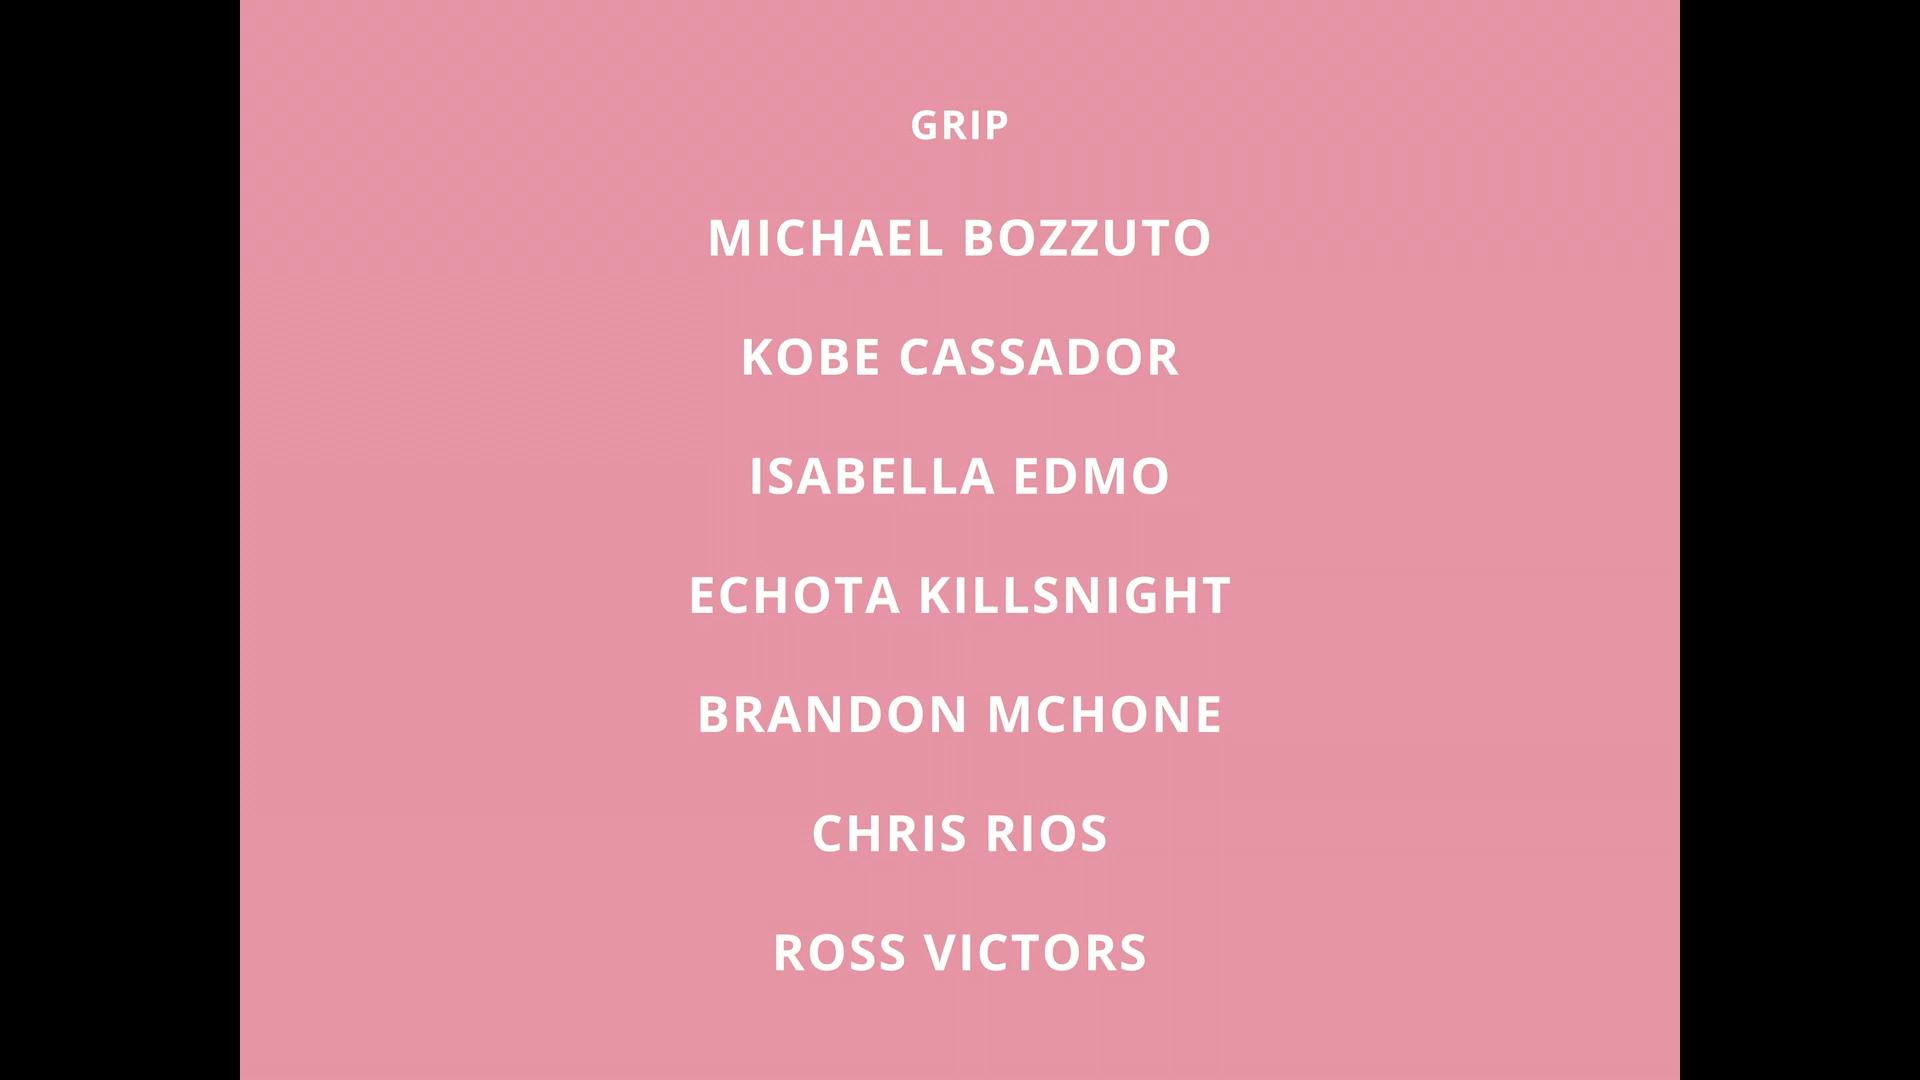 GRIP
MICHAEL BOZZUTO
KOBE CASSADOR
ISABELLA EDMO
ECHOTA KILLSNIGHT
BRANDON MCHONE
CHRIS RIOS
ROSS VICTORS